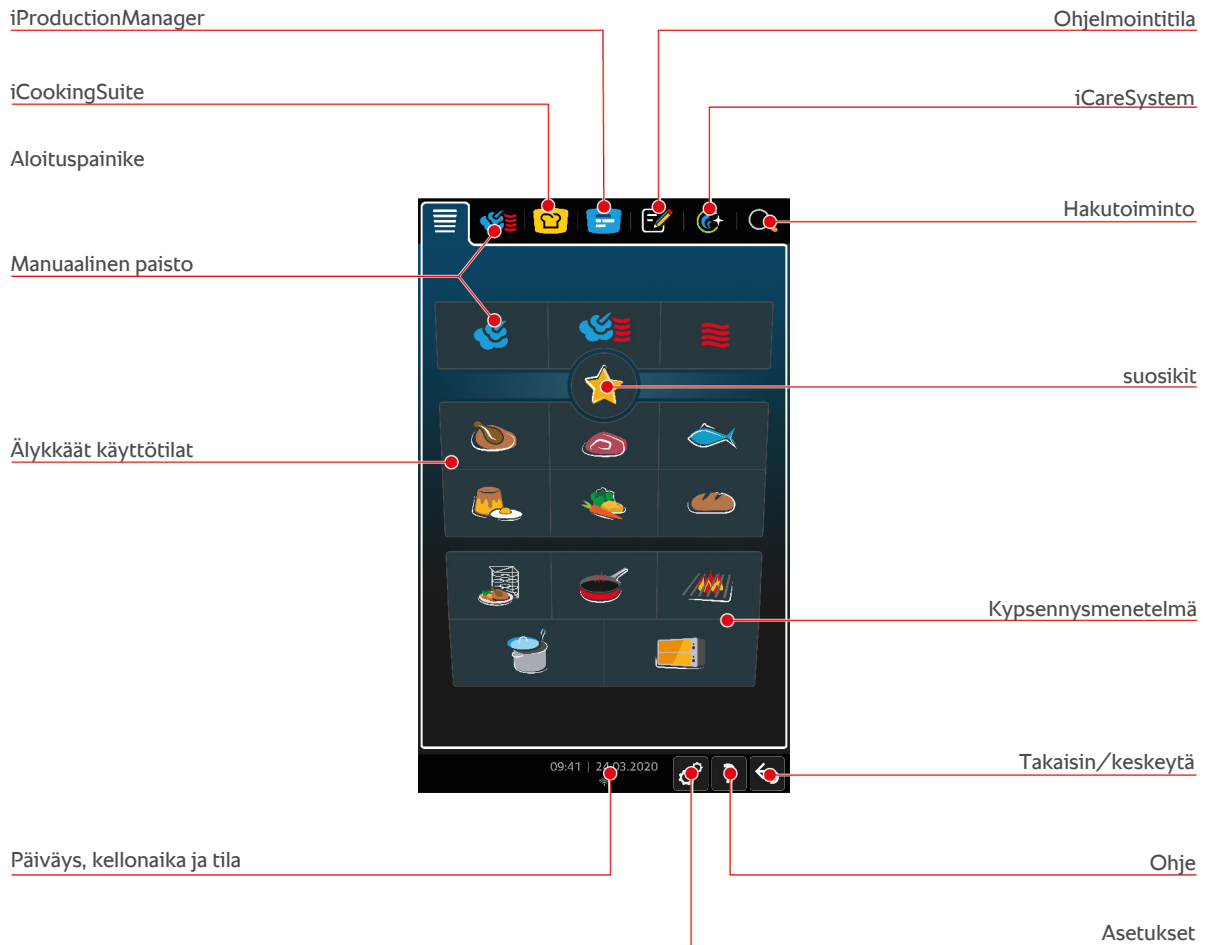 iProductionManager
Ohjelmointitila
iCookingSuite
iCareSystem
Aloituspainike
Hakutoiminto
Manuaalinen paisto
suosikit
Älykkäät käyttötilat
Kypsennysmenetelmä
09:41 | 24.03.2020
Takaisin/keskeytä
Päiväys, kellonaika ja tila
Ohje
Asetukset